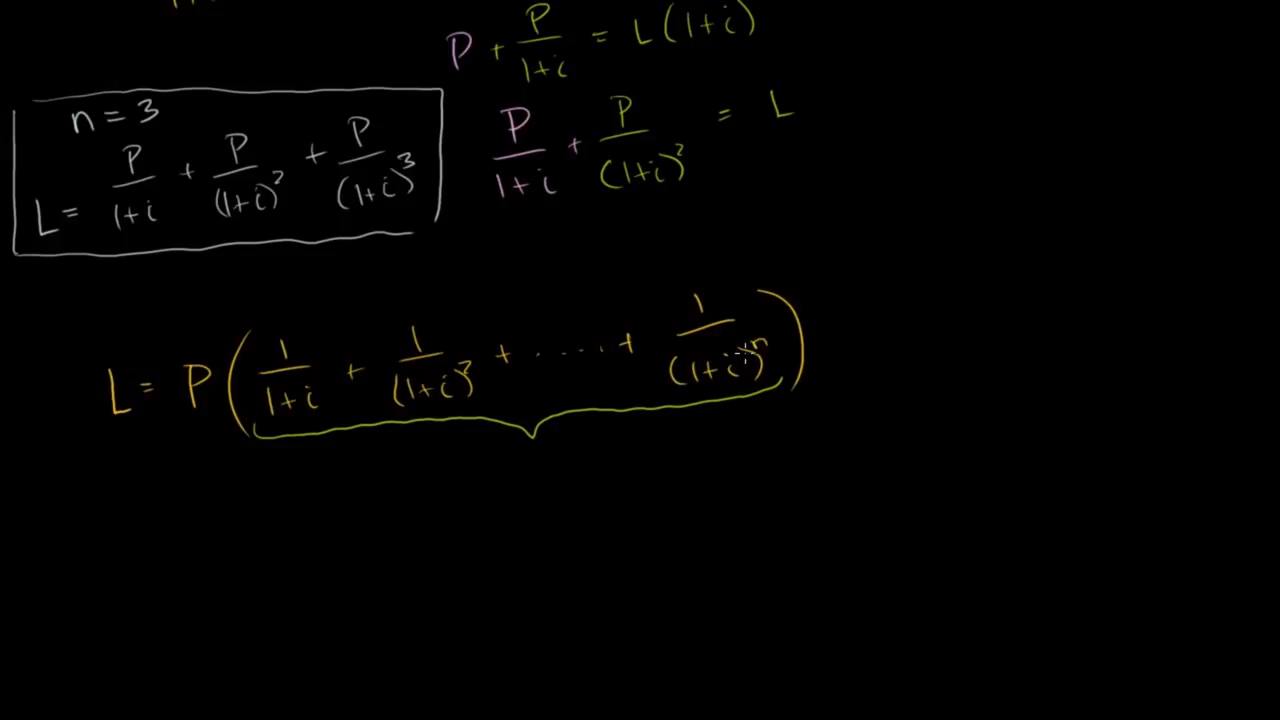 P + P/(1+i) = L(1+i)
n = 3
L = P/(1+i) + P/(1+i)² + P/(1+i)³
P/(1+i) + P/(1+i)² = L
L = P(1/(1+i) + 1/(1+i)² + ..... + 1/(1+i)ⁿ)